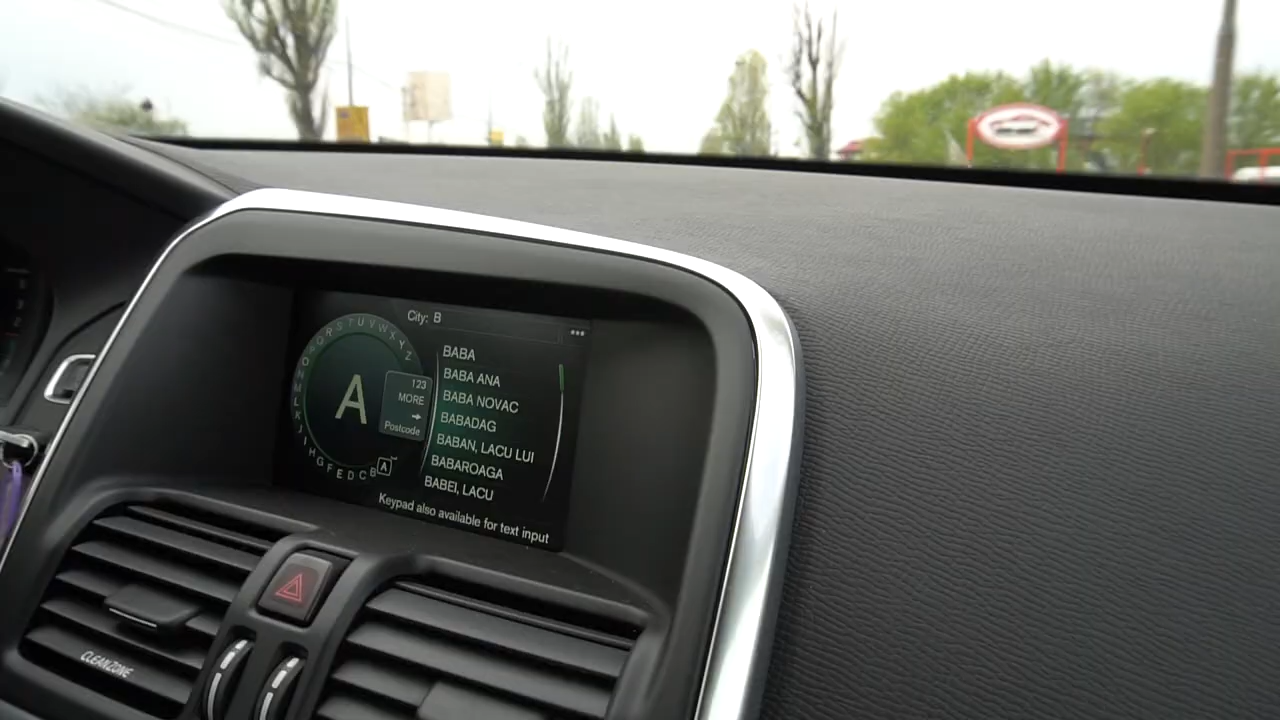 City: B
BABA
BABA ANA
BABA NOVAC
BABADAG
BABAN, LACU LUI
BABAROAGA
BABEI, LACU
A
123
MORE
Postcode
A
B C D E F G H I J K L M N O P Q R S T U V W X Y Z
Keypad also available for text input
CLEANZONE